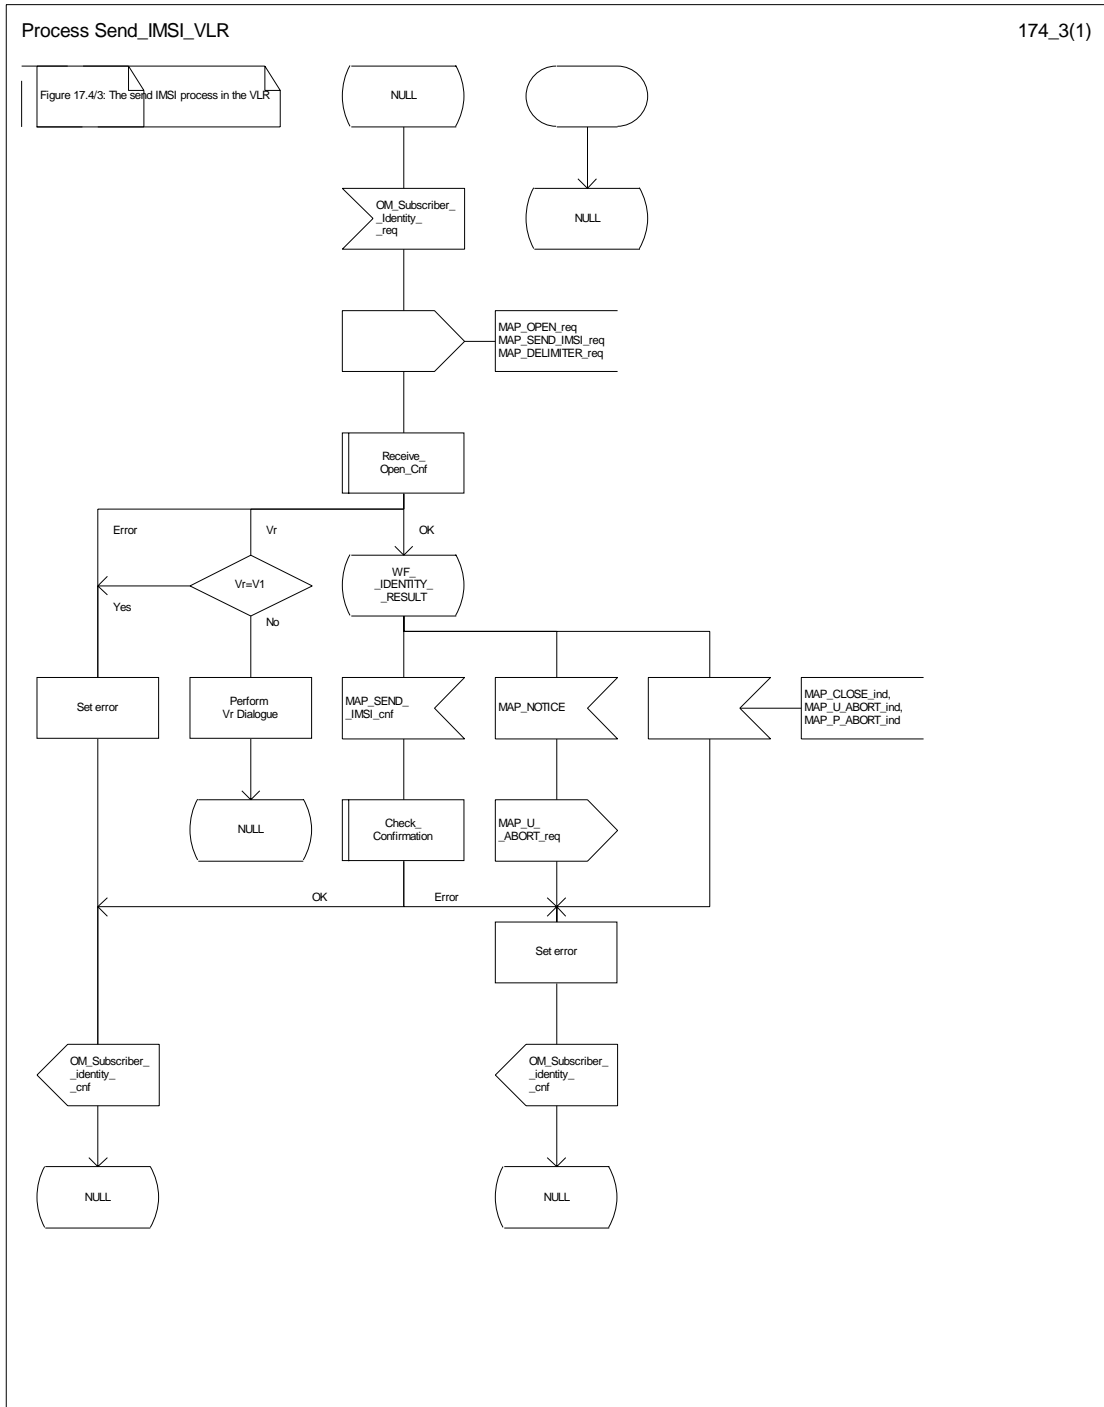 Process Send_IMSI_VLR
174_3(1)
Figure 17.4/3: The send IMSI process in the VLR
NULL
OM_Subscriber_
_Identity_
_req
NULL
MAP_OPEN_req
MAP_SEND_IMSI_req
MAP_DELIMITER_req
Receive_
Open_Cnf
Error
Vr
OK
Vr=V1
WF_
_IDENTITY_
_RESULT
Yes
No
Set error
Perform
Vr Dialogue
MAP_SEND_
_IMSI_cnf
MAP_NOTICE
MAP_CLOSE_ind,
MAP_U_ABORT_ind,
MAP_P_ABORT_ind
NULL
Check_
Confirmation
MAP_U_
_ABORT_req
OK
Error
Set error
OM_Subscriber_
_identity_
_cnf
OM_Subscriber_
_identity_
_cnf
NULL
NULL